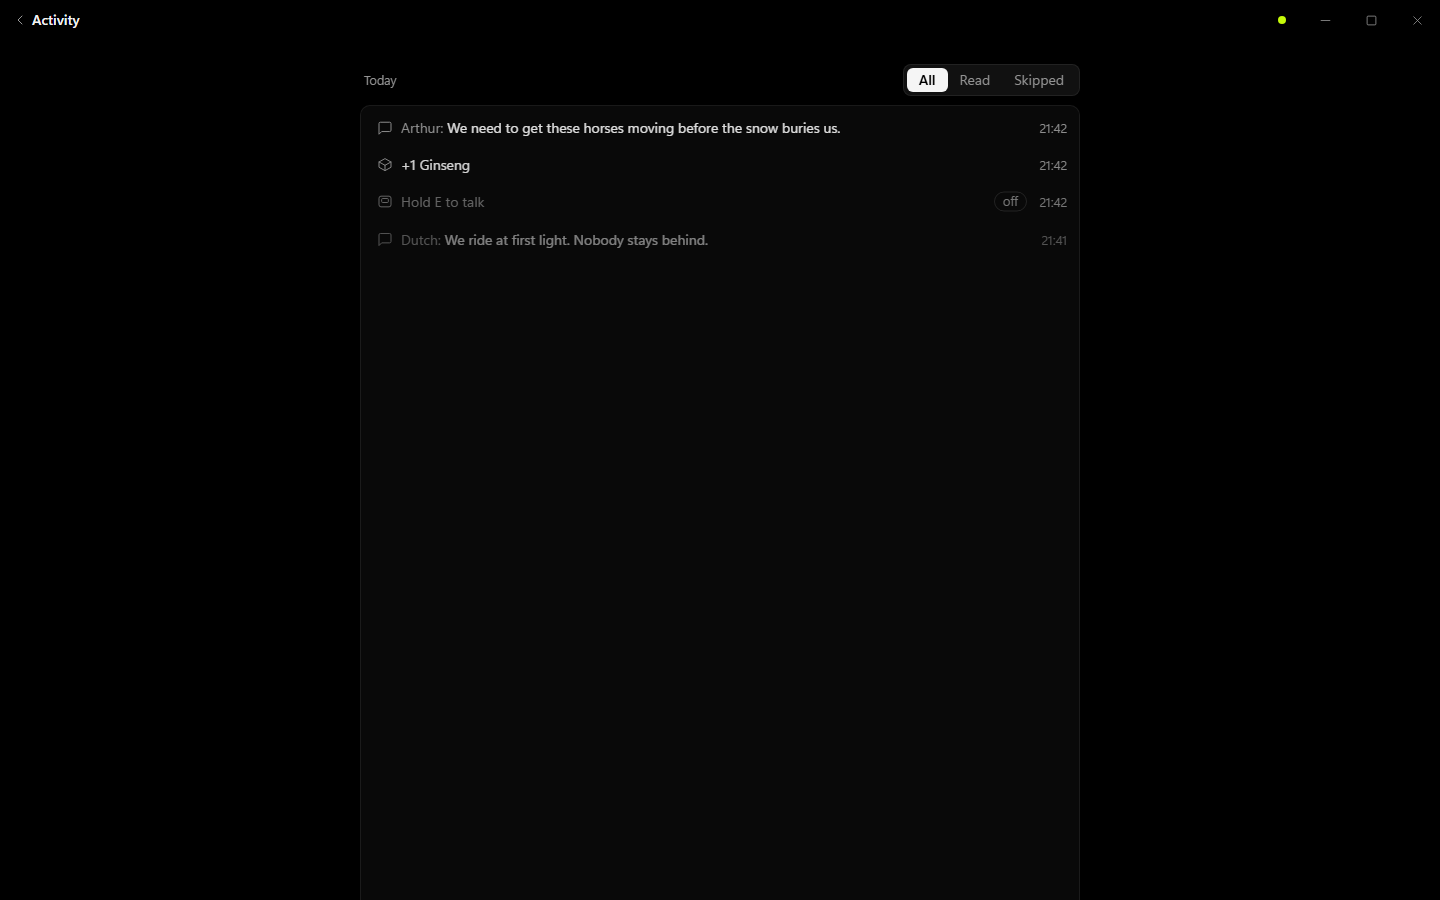 Activity
Today
All Read Skipped
Arthur: We need to get these horses moving before the snow buries us. 21:42
+1 Ginseng 21:42
Hold E to talk off 21:42
Dutch: We ride at first light. Nobody stays behind. 21:41